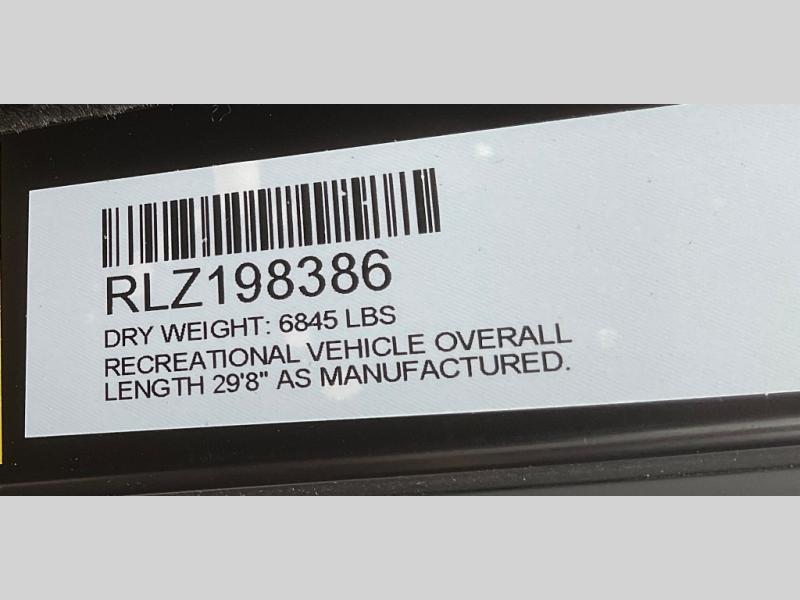 RLZ198386
DRY WEIGHT: 6845 LBS
RECREATIONAL VEHICLE OVERALL
LENGTH 29'8" AS MANUFACTURED.